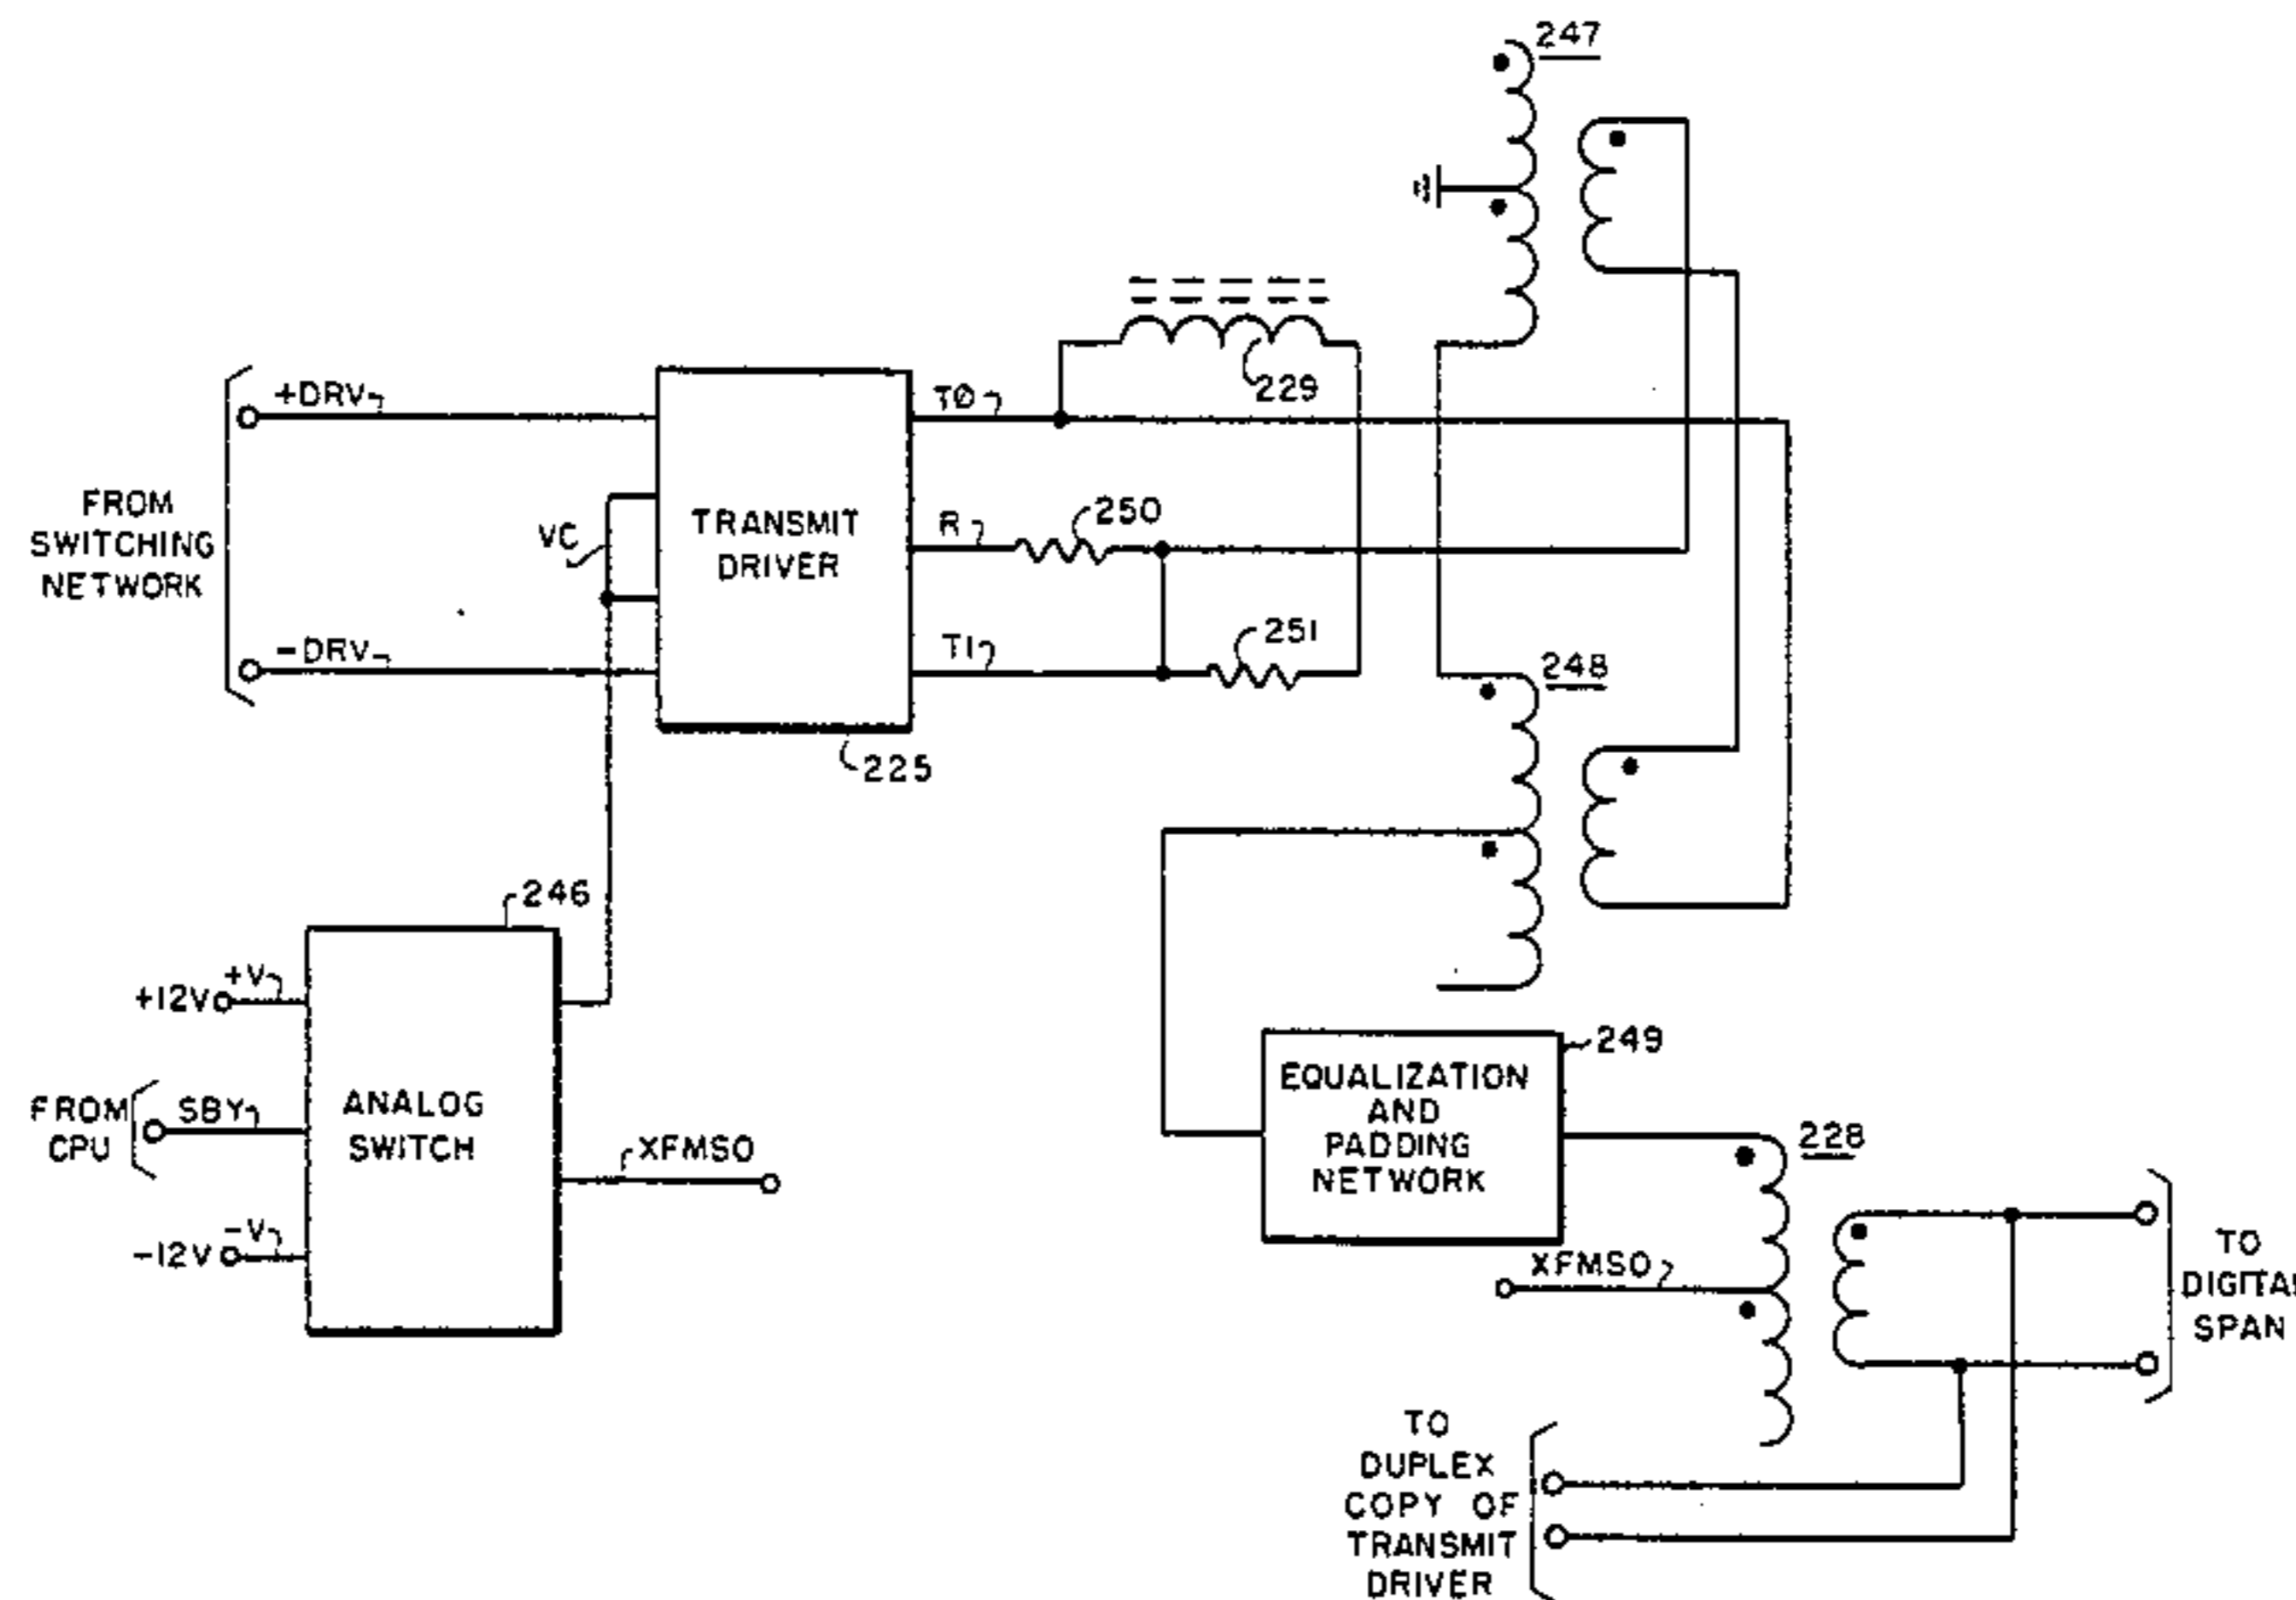 247
+DRV
FROM
SWITCHING
NETWORK
VC
-DRV
TRANSMIT
DRIVER
225
TØ
R
T1
229
250
251
248
246
+12V
+V
FROM
CPU
SBY
-12V
-V
ANALOG
SWITCH
XFMSO
249
EQUALIZATION
AND
PADDING
NETWORK
228
XFMSO
TO
SPAN
TO
DUPLEX
COPY OF
TRANSMIT
DRIVER